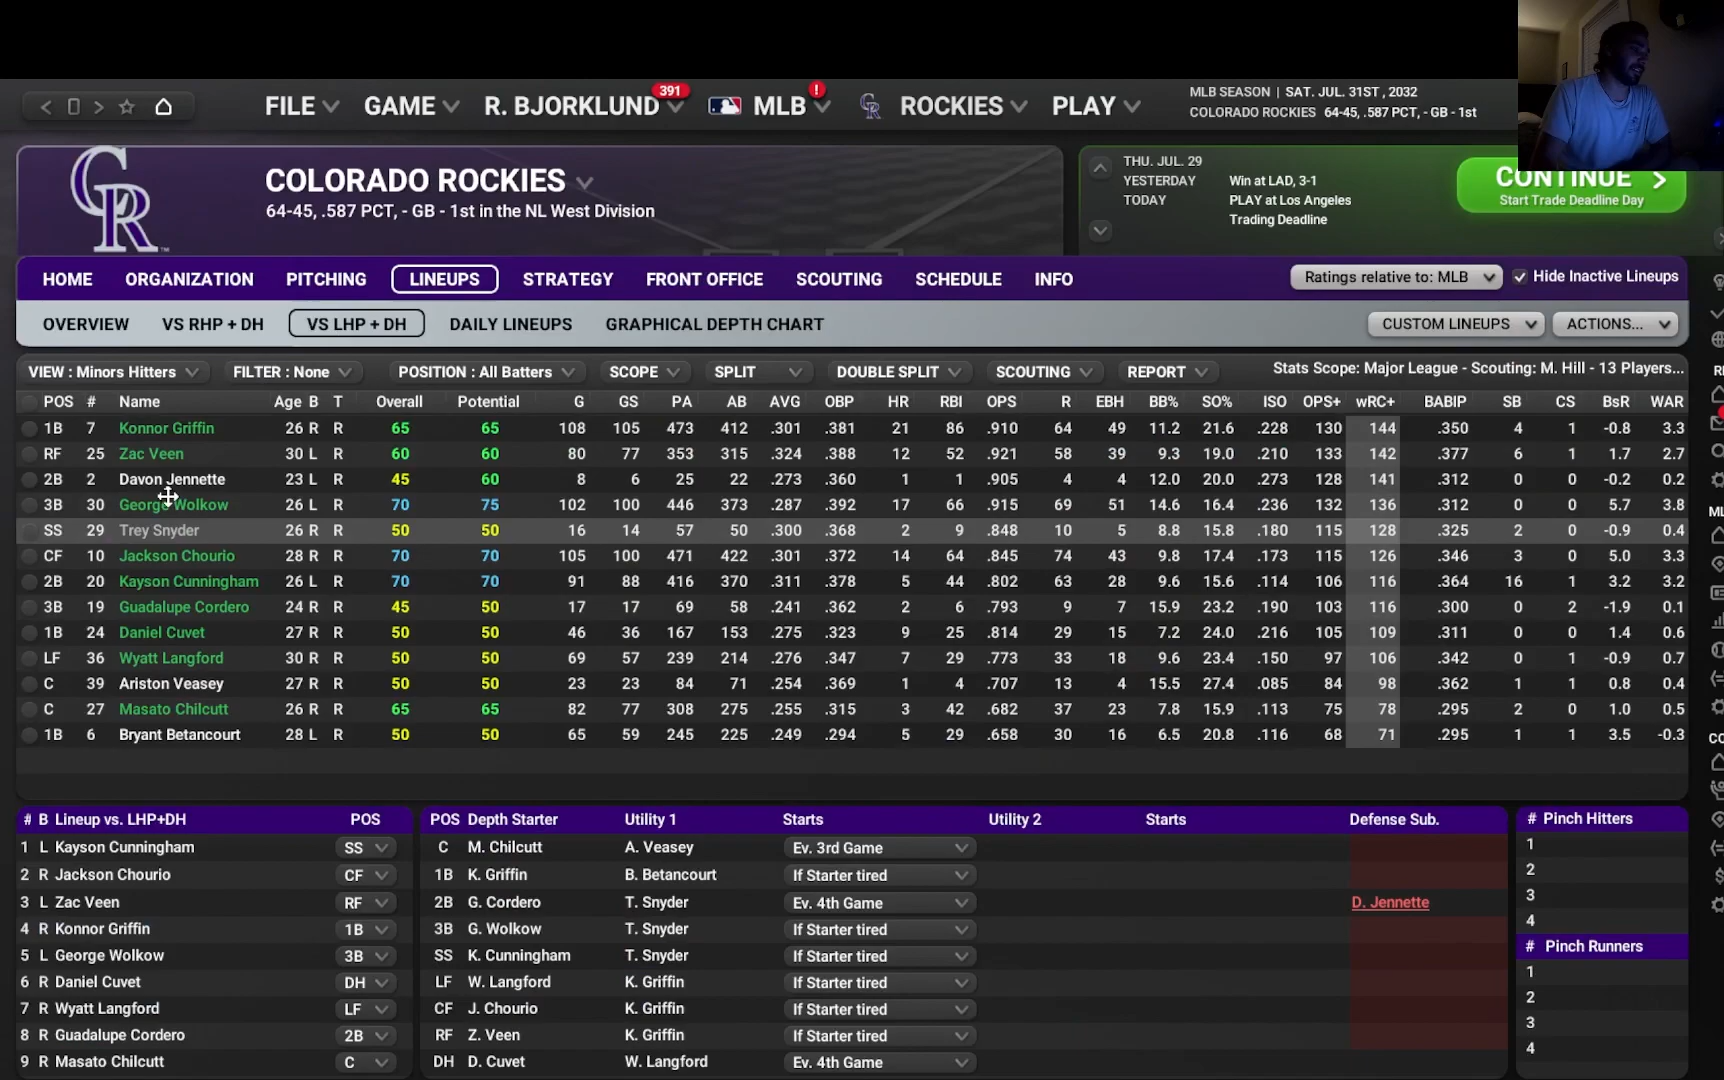 FILE GAME R. BJORKLUND 391 MLB ! ROCKIES PLAY
MLB SEASON | SAT. JUL. 31ST , 2032
COLORADO ROCKIES 64-45, .587 PCT, - GB - 1st
COLORADO ROCKIES
64-45, .587 PCT, - GB - 1st in the NL West Division
THU. JUL. 29
YESTERDAY Win at LAD, 3-1
TODAY PLAY at Los Angeles
Trading Deadline
CONTINUE
Start Trade Deadline Day
HOME ORGANIZATION PITCHING LINEUPS STRATEGY FRONT OFFICE SCOUTING SCHEDULE INFO Ratings relative to: MLB Hide Inactive Lineups
OVERVIEW VS RHP + DH VS LHP + DH DAILY LINEUPS GRAPHICAL DEPTH CHART CUSTOM LINEUPS ACTIONS...
VIEW : Minors Hitters FILTER : None POSITION : All Batters SCOPE SPLIT DOUBLE SPLIT SCOUTING REPORT Stats Scope: Major League - Scouting: M. Hill - 13 Players...
POS # Name Age B T Overall Potential G GS PA AB AVG OBP HR RBI OPS R EBH BB% SO% ISO OPS+ wRC+ BABIP SB CS BsR WAR
1B 7 Konnor Griffin 26 R R 65 65 108 105 473 412 .301 .381 21 86 .910 64 49 11.2 21.6 .228 130 144 .350 4 1 -0.8 3.3
RF 25 Zac Veen 30 L R 60 60 80 77 353 315 .324 .388 12 52 .921 58 39 9.3 19.0 .210 133 142 .377 6 1 1.7 2.7
2B 2 Davon Jennette 23 L R 45 60 8 6 25 22 .273 .360 1 1 .905 4 4 12.0 20.0 .273 128 141 .312 0 0 -0.2 0.2
3B 30 George Wolkow 26 L R 70 75 102 100 446 373 .287 .392 17 66 .915 69 51 14.6 16.4 .236 132 136 .312 0 0 5.7 3.8
SS 29 Trey Snyder 26 R R 50 50 16 14 57 50 .300 .368 2 9 .848 10 5 8.8 15.8 .180 115 128 .325 2 0 -0.9 0.4
CF 10 Jackson Chourio 28 R R 70 70 105 100 471 422 .301 .372 14 64 .845 74 43 9.8 17.4 .173 115 126 .346 3 0 5.0 3.3
2B 20 Kayson Cunningham 26 L R 70 70 91 88 416 370 .311 .378 5 44 .802 63 28 9.6 15.6 .114 106 116 .364 16 1 3.2 3.2
3B 19 Guadalupe Cordero 24 R R 45 50 17 17 69 58 .241 .362 2 6 .793 9 7 15.9 23.2 .190 103 116 .300 0 2 -1.9 0.1
1B 24 Daniel Cuvet 27 R R 50 50 46 36 167 153 .275 .323 9 25 .814 29 15 7.2 24.0 .216 105 109 .311 0 0 1.4 0.6
LF 36 Wyatt Langford 30 R R 50 50 69 57 239 214 .276 .347 7 29 .773 33 18 9.6 23.4 .150 97 106 .342 0 1 -0.9 0.7
C 39 Ariston Veasey 27 R R 50 50 23 23 84 71 .254 .369 1 4 .707 13 4 15.5 27.4 .085 84 98 .362 1 1 0.8 0.4
C 27 Masato Chilcutt 26 R R 65 65 82 77 308 275 .255 .315 3 42 .682 37 23 7.8 15.9 .113 75 78 .295 2 0 1.0 0.5
1B 6 Bryant Betancourt 28 L R 50 50 65 59 245 225 .249 .294 5 29 .658 30 16 6.5 20.8 .116 68 71 .295 1 1 3.5 -0.3
# B Lineup vs. LHP+DH POS POS Depth Starter Utility 1 Starts Utility 2 Starts Defense Sub. # Pinch Hitters
1 L Kayson Cunningham SS C M. Chilcutt A. Veasey Ev. 3rd Game 1
2 R Jackson Chourio CF 1B K. Griffin B. Betancourt If Starter tired 2
3 L Zac Veen RF 2B G. Cordero T. Snyder Ev. 4th Game D. Jennette 3
4 R Konnor Griffin 1B 3B G. Wolkow T. Snyder If Starter tired 4
5 L George Wolkow 3B SS K. Cunningham T. Snyder If Starter tired # Pinch Runners
6 R Daniel Cuvet DH LF W. Langford K. Griffin If Starter tired 1
7 R Wyatt Langford LF CF J. Chourio K. Griffin If Starter tired 2
8 R Guadalupe Cordero 2B RF Z. Veen K. Griffin If Starter tired 3
9 R Masato Chilcutt C DH D. Cuvet W. Langford Ev. 4th Game 4